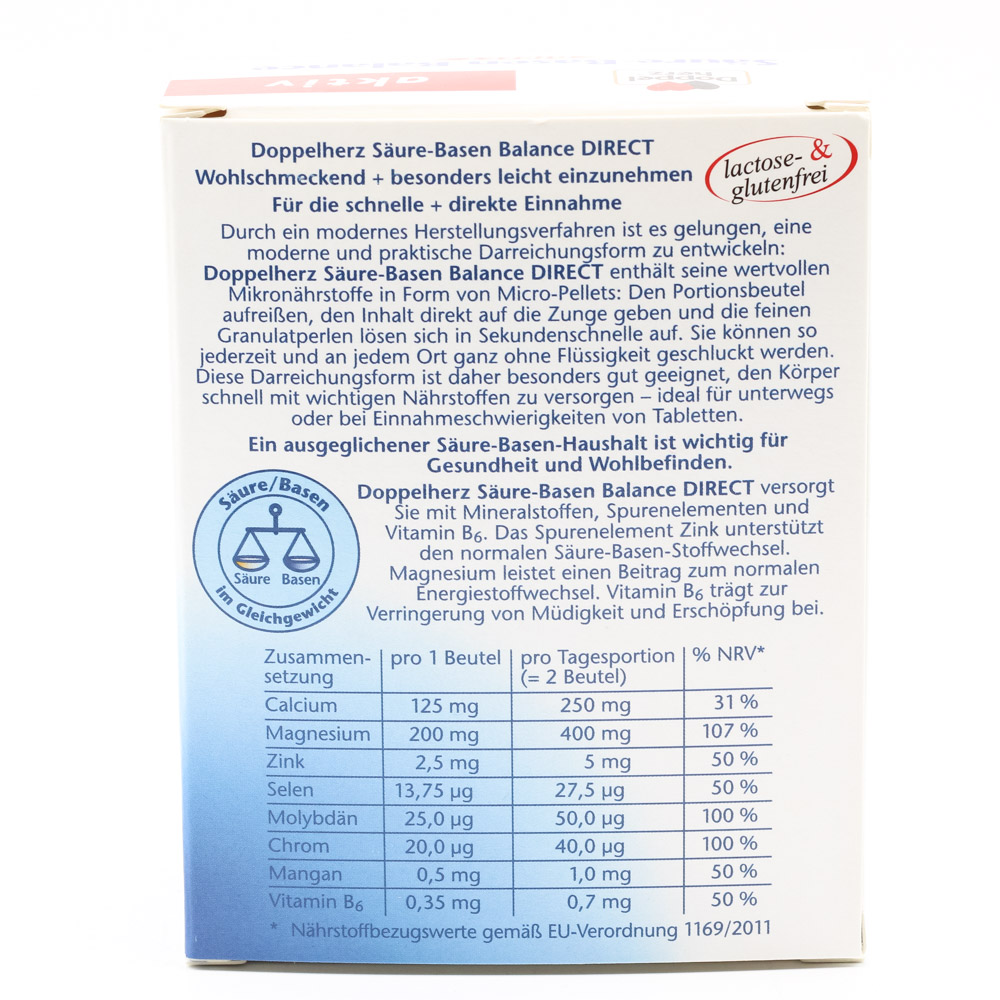 Säure-Basen Balance
aktiv
Doppel
herz
Doppelherz Säure-Basen Balance DIRECT
Wohlschmeckend + besonders leicht einzunehmen
Für die schnelle + direkte Einnahme
lactose- &
glutenfrei
Durch ein modernes Herstellungsverfahren ist es gelungen, eine
moderne und praktische Darreichungsform zu entwickeln:
Doppelherz Säure-Basen Balance DIRECT enthält seine wertvollen
Mikronährstoffe in Form von Micro-Pellets: Den Portionsbeutel
aufreißen, den Inhalt direkt auf die Zunge geben und die feinen
Granulatperlen lösen sich in Sekundenschnelle auf. Sie können so
jederzeit und an jedem Ort ganz ohne Flüssigkeit geschluckt werden.
Diese Darreichungsform ist daher besonders gut geeignet, den Körper
schnell mit wichtigen Nährstoffen zu versorgen – ideal für unterwegs
oder bei Einnahmeschwierigkeiten von Tabletten.
Ein ausgeglichener Säure-Basen-Haushalt ist wichtig für
Gesundheit und Wohlbefinden.
Säure/Basen
Säure Basen
im Gleichgewicht
Doppelherz Säure-Basen Balance DIRECT versorgt
Sie mit Mineralstoffen, Spurenelementen und
Vitamin B6. Das Spurenelement Zink unterstützt
den normalen Säure-Basen-Stoffwechsel.
Magnesium leistet einen Beitrag zum normalen
Energiestoffwechsel. Vitamin B6 trägt zur
Verringerung von Müdigkeit und Erschöpfung bei.
Zusammen- pro 1 Beutel pro Tagesportion % NRV*
setzung (= 2 Beutel)
Calcium 125 mg 250 mg 31 %
Magnesium 200 mg 400 mg 107 %
Zink 2,5 mg 5 mg 50 %
Selen 13,75 µg 27,5 µg 50 %
Molybdän 25,0 µg 50,0 µg 100 %
Chrom 20,0 µg 40,0 µg 100 %
Mangan 0,5 mg 1,0 mg 50 %
Vitamin B6 0,35 mg 0,7 mg 50 %
* Nährstoffbezugswerte gemäß EU-Verordnung 1169/2011